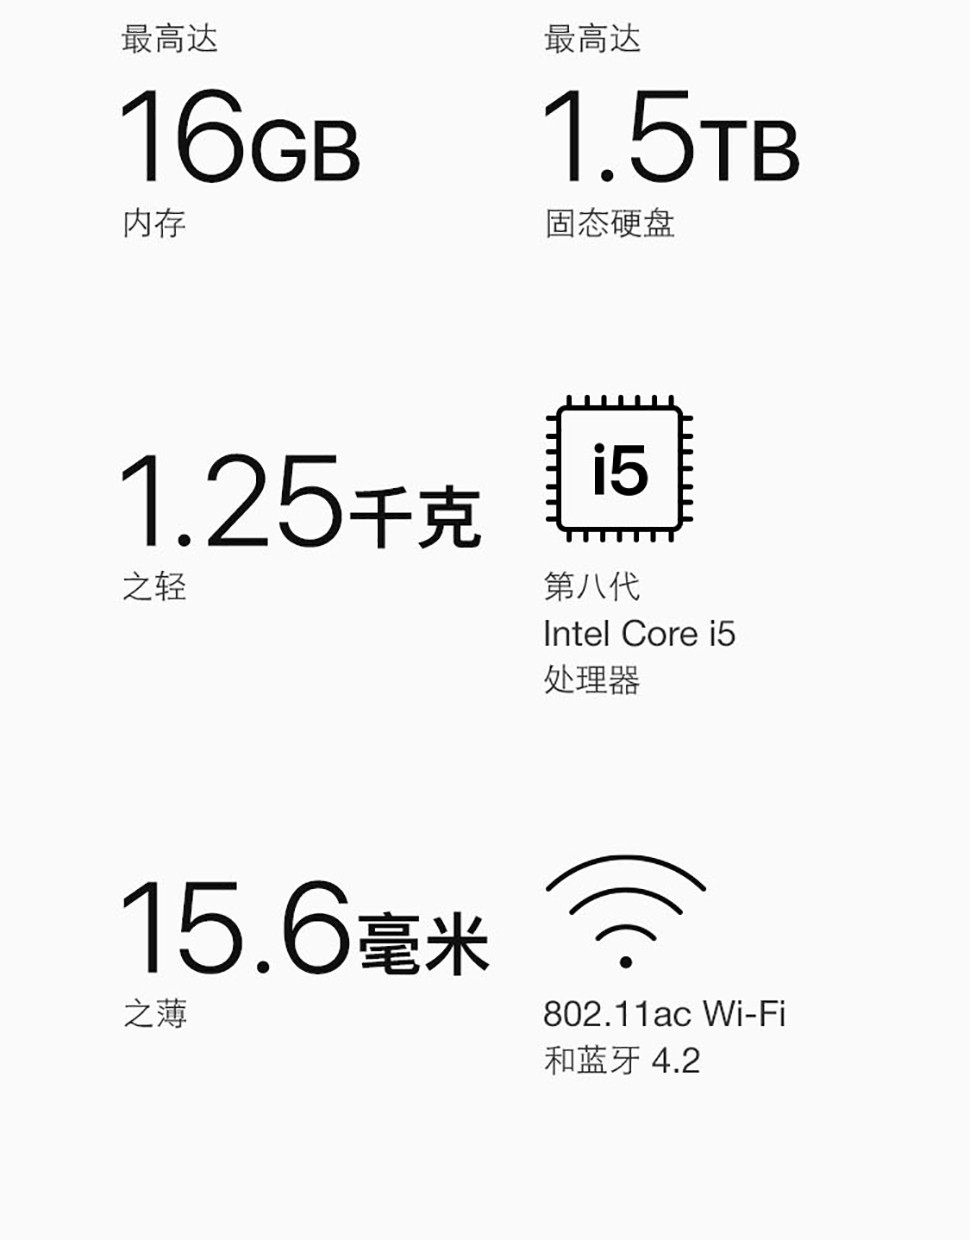 最高达
16GB
内存
最高达
1.5TB
固态硬盘
1.25千克
之轻
i5
第八代
Intel Core i5
处理器
15.6毫米
之薄
802.11ac Wi-Fi
和蓝牙 4.2